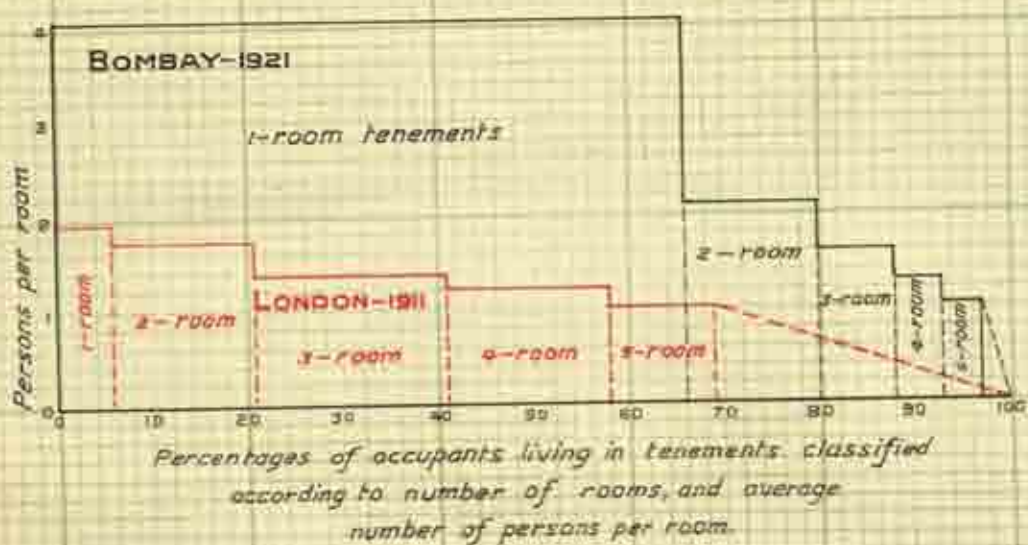 BOMBAY-1921
1-room tenements
Persons per room
4
3
2
1
0
2-room
3-room
4-room
5-room
LONDON-1911
1-room
2-room
3-room
4-room
5-room
0 10 20 30 40 50 60 70 80 90 100
Percentages of occupants living in tenements. classified
according to number of rooms, and average
number of persons per room.